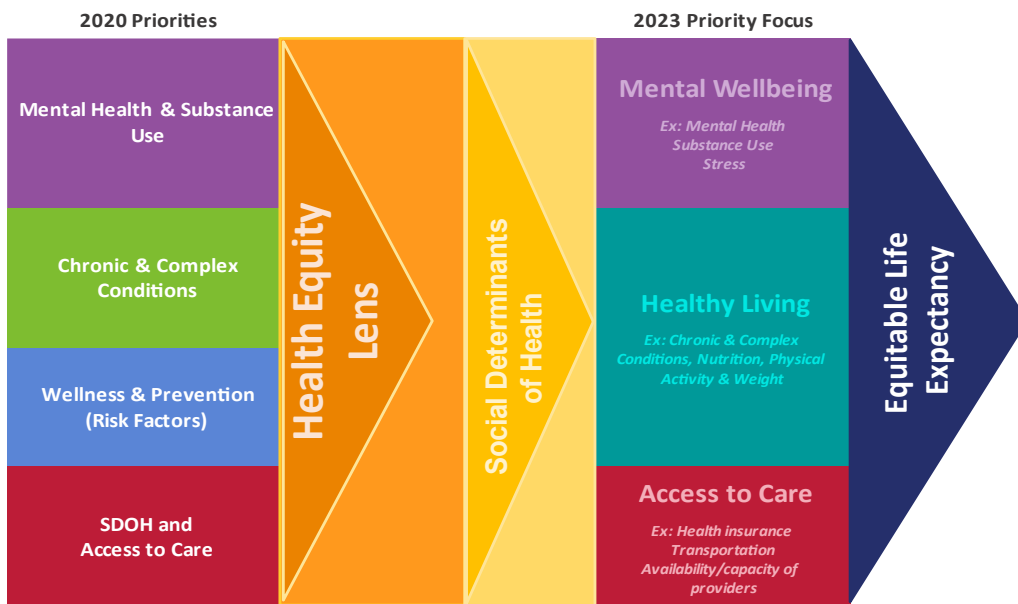 2020 Priorities
2023 Priority Focus
Mental Health & Substance
Use
Chronic & Complex
Conditions
Wellness & Prevention
(Risk Factors)
SDOH and
Access to Care
Health Equity
Lens
Social Determinants
of Health
Mental Wellbeing
Ex: Mental Health
Substance Use
Stress
Healthy Living
Ex: Chronic & Complex
Conditions, Nutrition, Physical
Activity & Weight
Access to Care
Ex: Health insurance
Transportation
Availability/capacity of
providers
Equitable Life
Expectancy